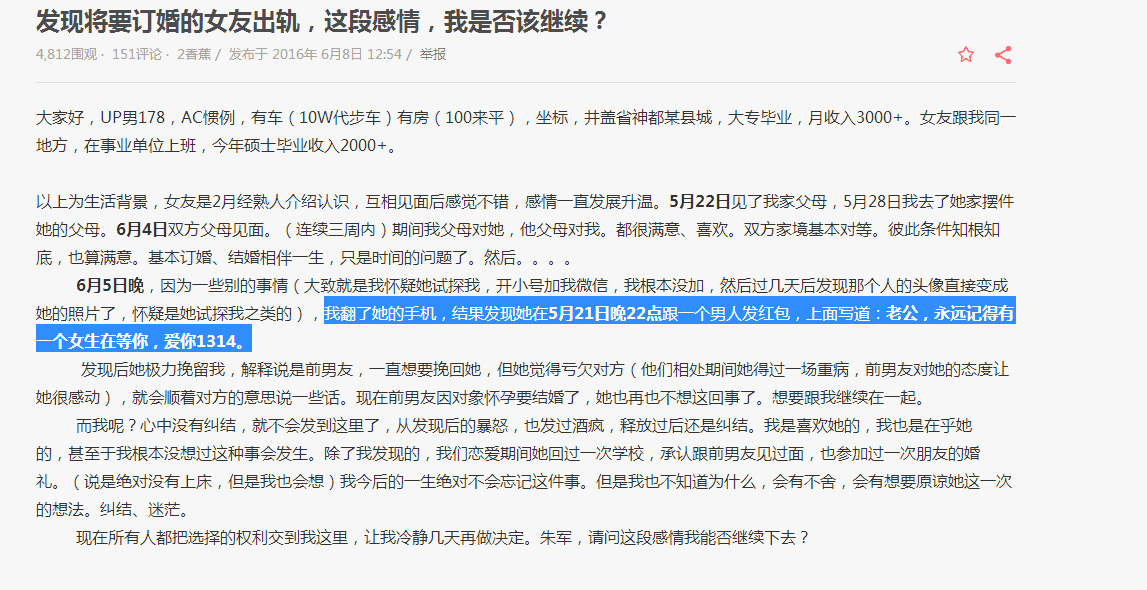 发现将要订婚的女友出轨，这段感情，我是否该继续？
4,812围观 · 151评论 · 2香蕉 / 发布于 2016年 6月8日 12:54 / 举报
大家好，UP男178，AC惯例，有车（10W代步车）有房（100来平），坐标，井盖省神都某县城，大专毕业，月收入3000+。女友跟我同一
地方，在事业单位上班，今年硕士毕业收入2000+。
以上为生活背景，女友是2月经熟人介绍认识，互相见面后感觉不错，感情一直发展升温。5月22日见了我家父母，5月28日我去了她家摆件
她的父母。6月4日双方父母见面。（连续三周内）期间我父母对她，他父母对我。都很满意、喜欢。双方家境基本对等。彼此条件知根知
底，也算满意。基本订婚、结婚相伴一生，只是时间的问题了。然后。。。。
6月5日晚，因为一些别的事情（大致就是我怀疑她试探我，开小号加我微信，我根本没加，然后过几天后发现那个人的头像直接变成
她的照片了，怀疑是她试探我之类的），我翻了她的手机，结果发现她在5月21日晚22点跟一个男人发红包，上面写道：老公，永远记得有
一个女生在等你，爱你1314。
发现后她极力挽留我，解释说是前男友，一直想要挽回她，但她觉得亏欠对方（他们相处期间她得过一场重病，前男友对她的态度让
她很感动），就会顺着对方的意思说一些话。现在前男友因对象怀孕要结婚了，她也再也不想这回事了。想要跟我继续在一起。
而我呢？心中没有纠结，就不会发到这里了，从发现后的暴怒，也发过酒疯，释放过后还是纠结。我是喜欢她的，我也是在乎她
的，甚至于我根本没想过这种事会发生。除了我发现的，我们恋爱期间她回过一次学校，承认跟前男友见过面，也参加过一次朋友的婚
礼。（说是绝对没有上床，但是我也会想）我今后的一生绝对不会忘记这件事。但是我也不知道为什么，会有不舍，会有想要原谅她这一次
的想法。纠结、迷茫。
现在所有人都把选择的权利交到我这里，让我冷静几天再做决定。朱军，请问这段感情我能否继续下去？